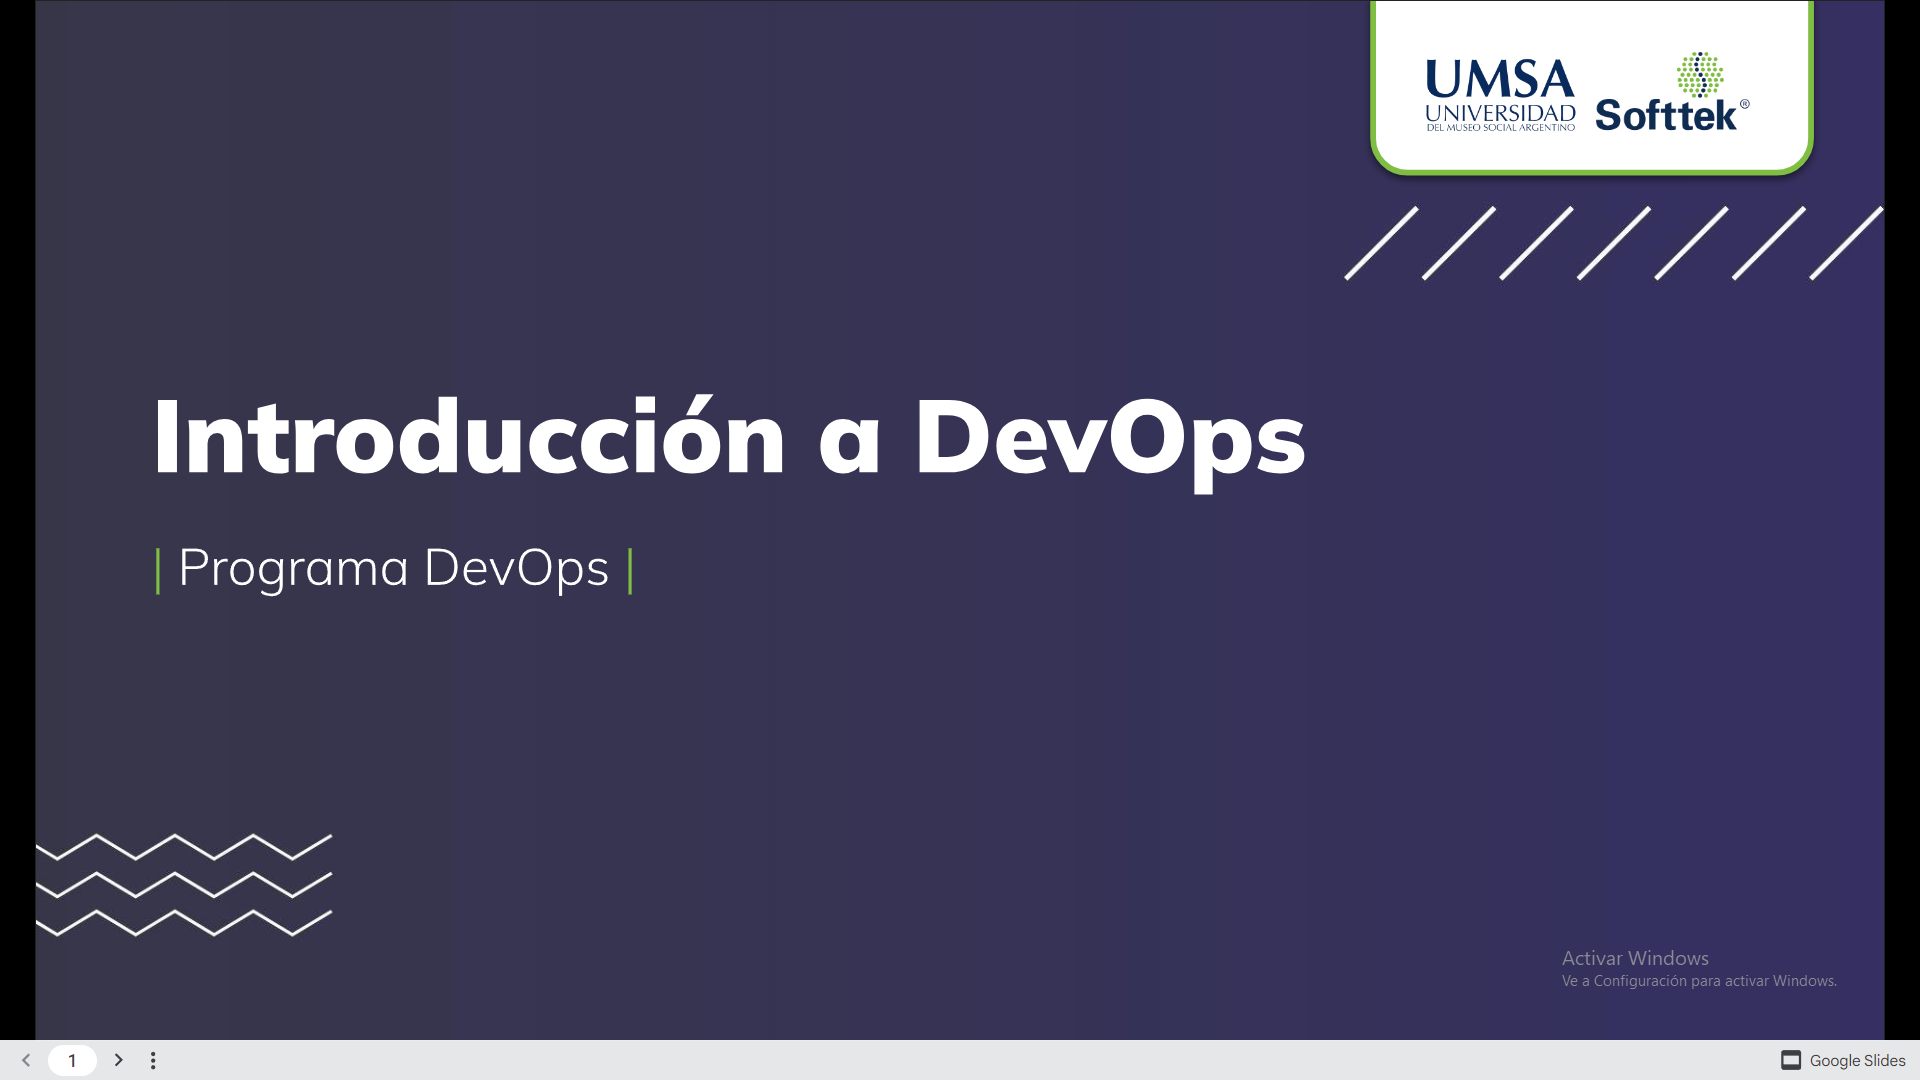 UMSA
UNIVERSIDAD
DEL MUSEO SOCIAL ARGENTINO
Softtek®
Introducción a DevOps
| Programa DevOps |
Activar Windows
Ve a Configuración para activar Windows.
1
Google Slides